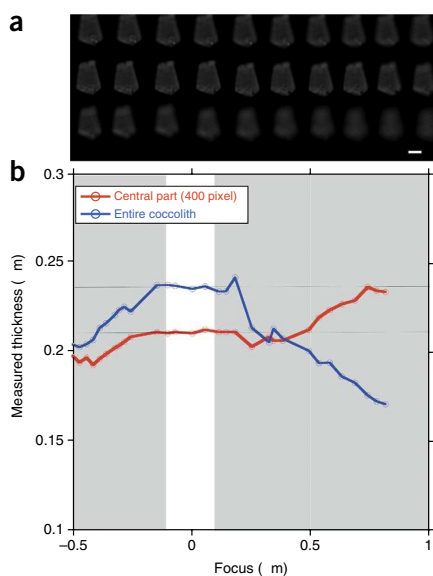 a
b
0.3
Central part (400 pixel)
Entire coccolith
0.25
0.2
0.15
0.1
Measured thickness ( m)
–0.5
0
0.5
1
Focus ( m)